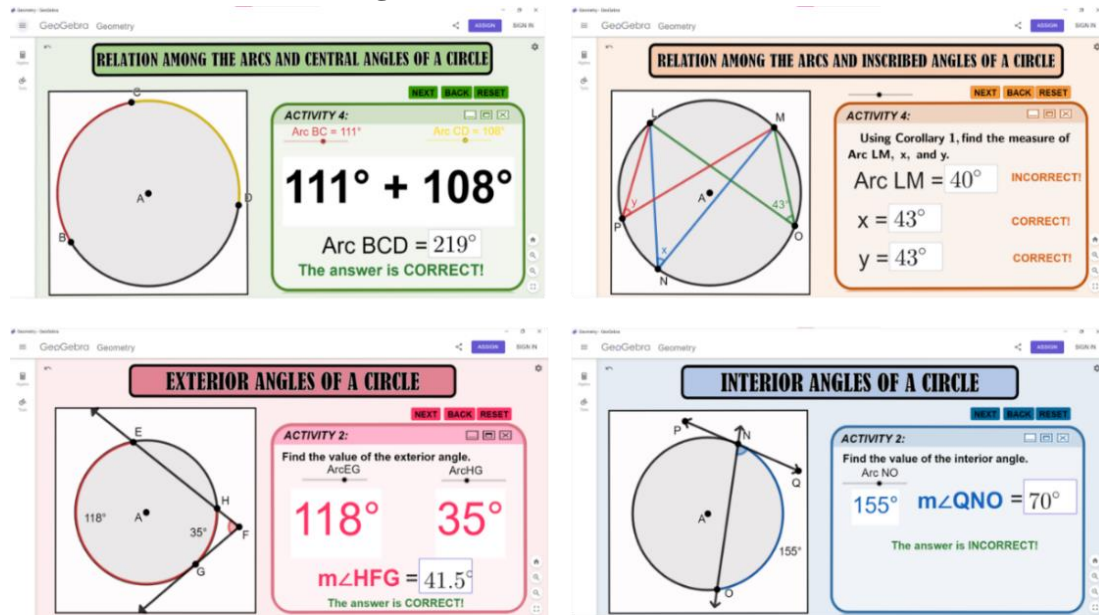 GeoGebra Geometry
ASSIGN SIGN IN
RELATION AMONG THE ARCS AND CENTRAL ANGLES OF A CIRCLE
NEXT BACK RESET
ACTIVITY 4:
Arc BC = 111° Arc CD = 108°
111° + 108°
Arc BCD = 219°
The answer is CORRECT!
C
A
D
B
GeoGebra Geometry
ASSIGN SIGN IN
RELATION AMONG THE ARCS AND INSCRIBED ANGLES OF A CIRCLE
NEXT BACK RESET
ACTIVITY 4:
Using Corollary 1, find the measure of
Arc LM, x, and y.
Arc LM = 40° INCORRECT!
x = 43° CORRECT!
y = 43° CORRECT!
L
M
A
y
43°
P
O
x
N
GeoGebra Geometry
ASSIGN SIGN IN
EXTERIOR ANGLES OF A CIRCLE
NEXT BACK RESET
ACTIVITY 2:
Find the value of the exterior angle.
ArcEG ArcHG
118° 35°
m∠HFG = 41.5°
The answer is CORRECT!
E
H
118°
A
35°
F
G
GeoGebra Geometry
ASSIGN SIGN IN
INTERIOR ANGLES OF A CIRCLE
NEXT BACK RESET
ACTIVITY 2:
Find the value of the interior angle.
Arc NO
155° m∠QNO = 70°
The answer is INCORRECT!
P
N
Q
A
155°
O